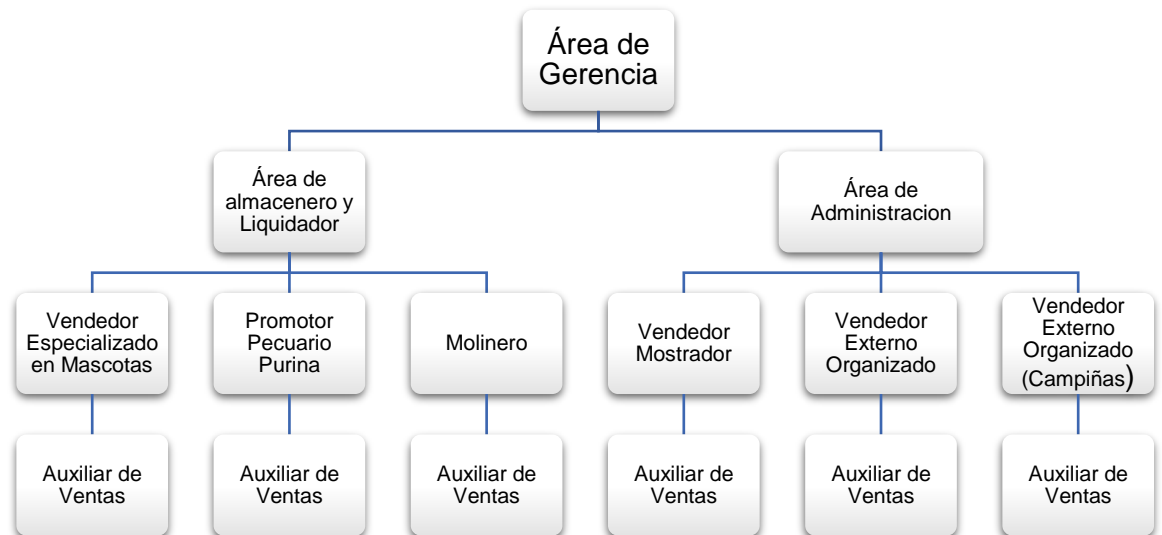 Área de
Gerencia
Área de
almacenero y
Liquidador
Área de
Administracion
Vendedor
Especializado
en Mascotas
Promotor
Pecuario
Purina
Molinero
Vendedor
Mostrador
Vendedor
Externo
Organizado
Vendedor
Externo
Organizado
(Campiñas)
Auxiliar de
Ventas
Auxiliar de
Ventas
Auxiliar de
Ventas
Auxiliar de
Ventas
Auxiliar de
Ventas
Auxiliar de
Ventas